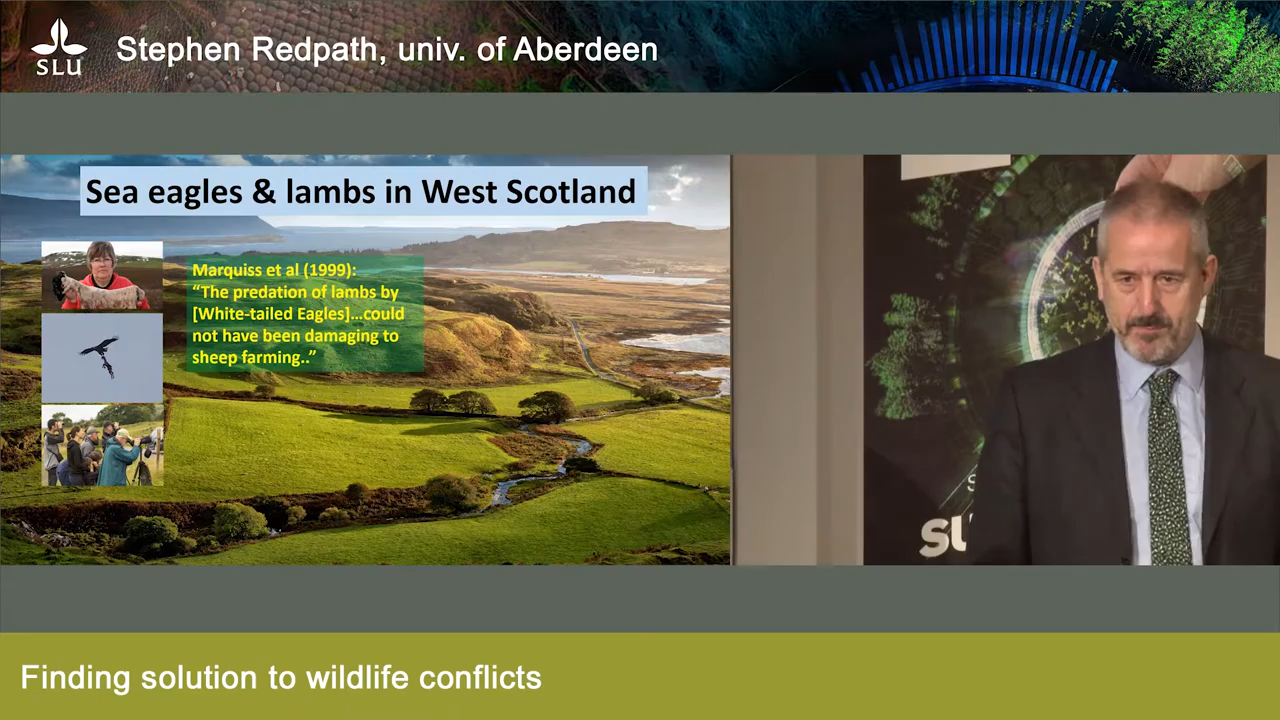 SLU
Stephen Redpath, univ. of Aberdeen
Sea eagles & lambs in West Scotland
Marquiss et al (1999):
“The predation of lambs by
[White-tailed Eagles]…could
not have been damaging to
sheep farming..”
Finding solution to wildlife conflicts